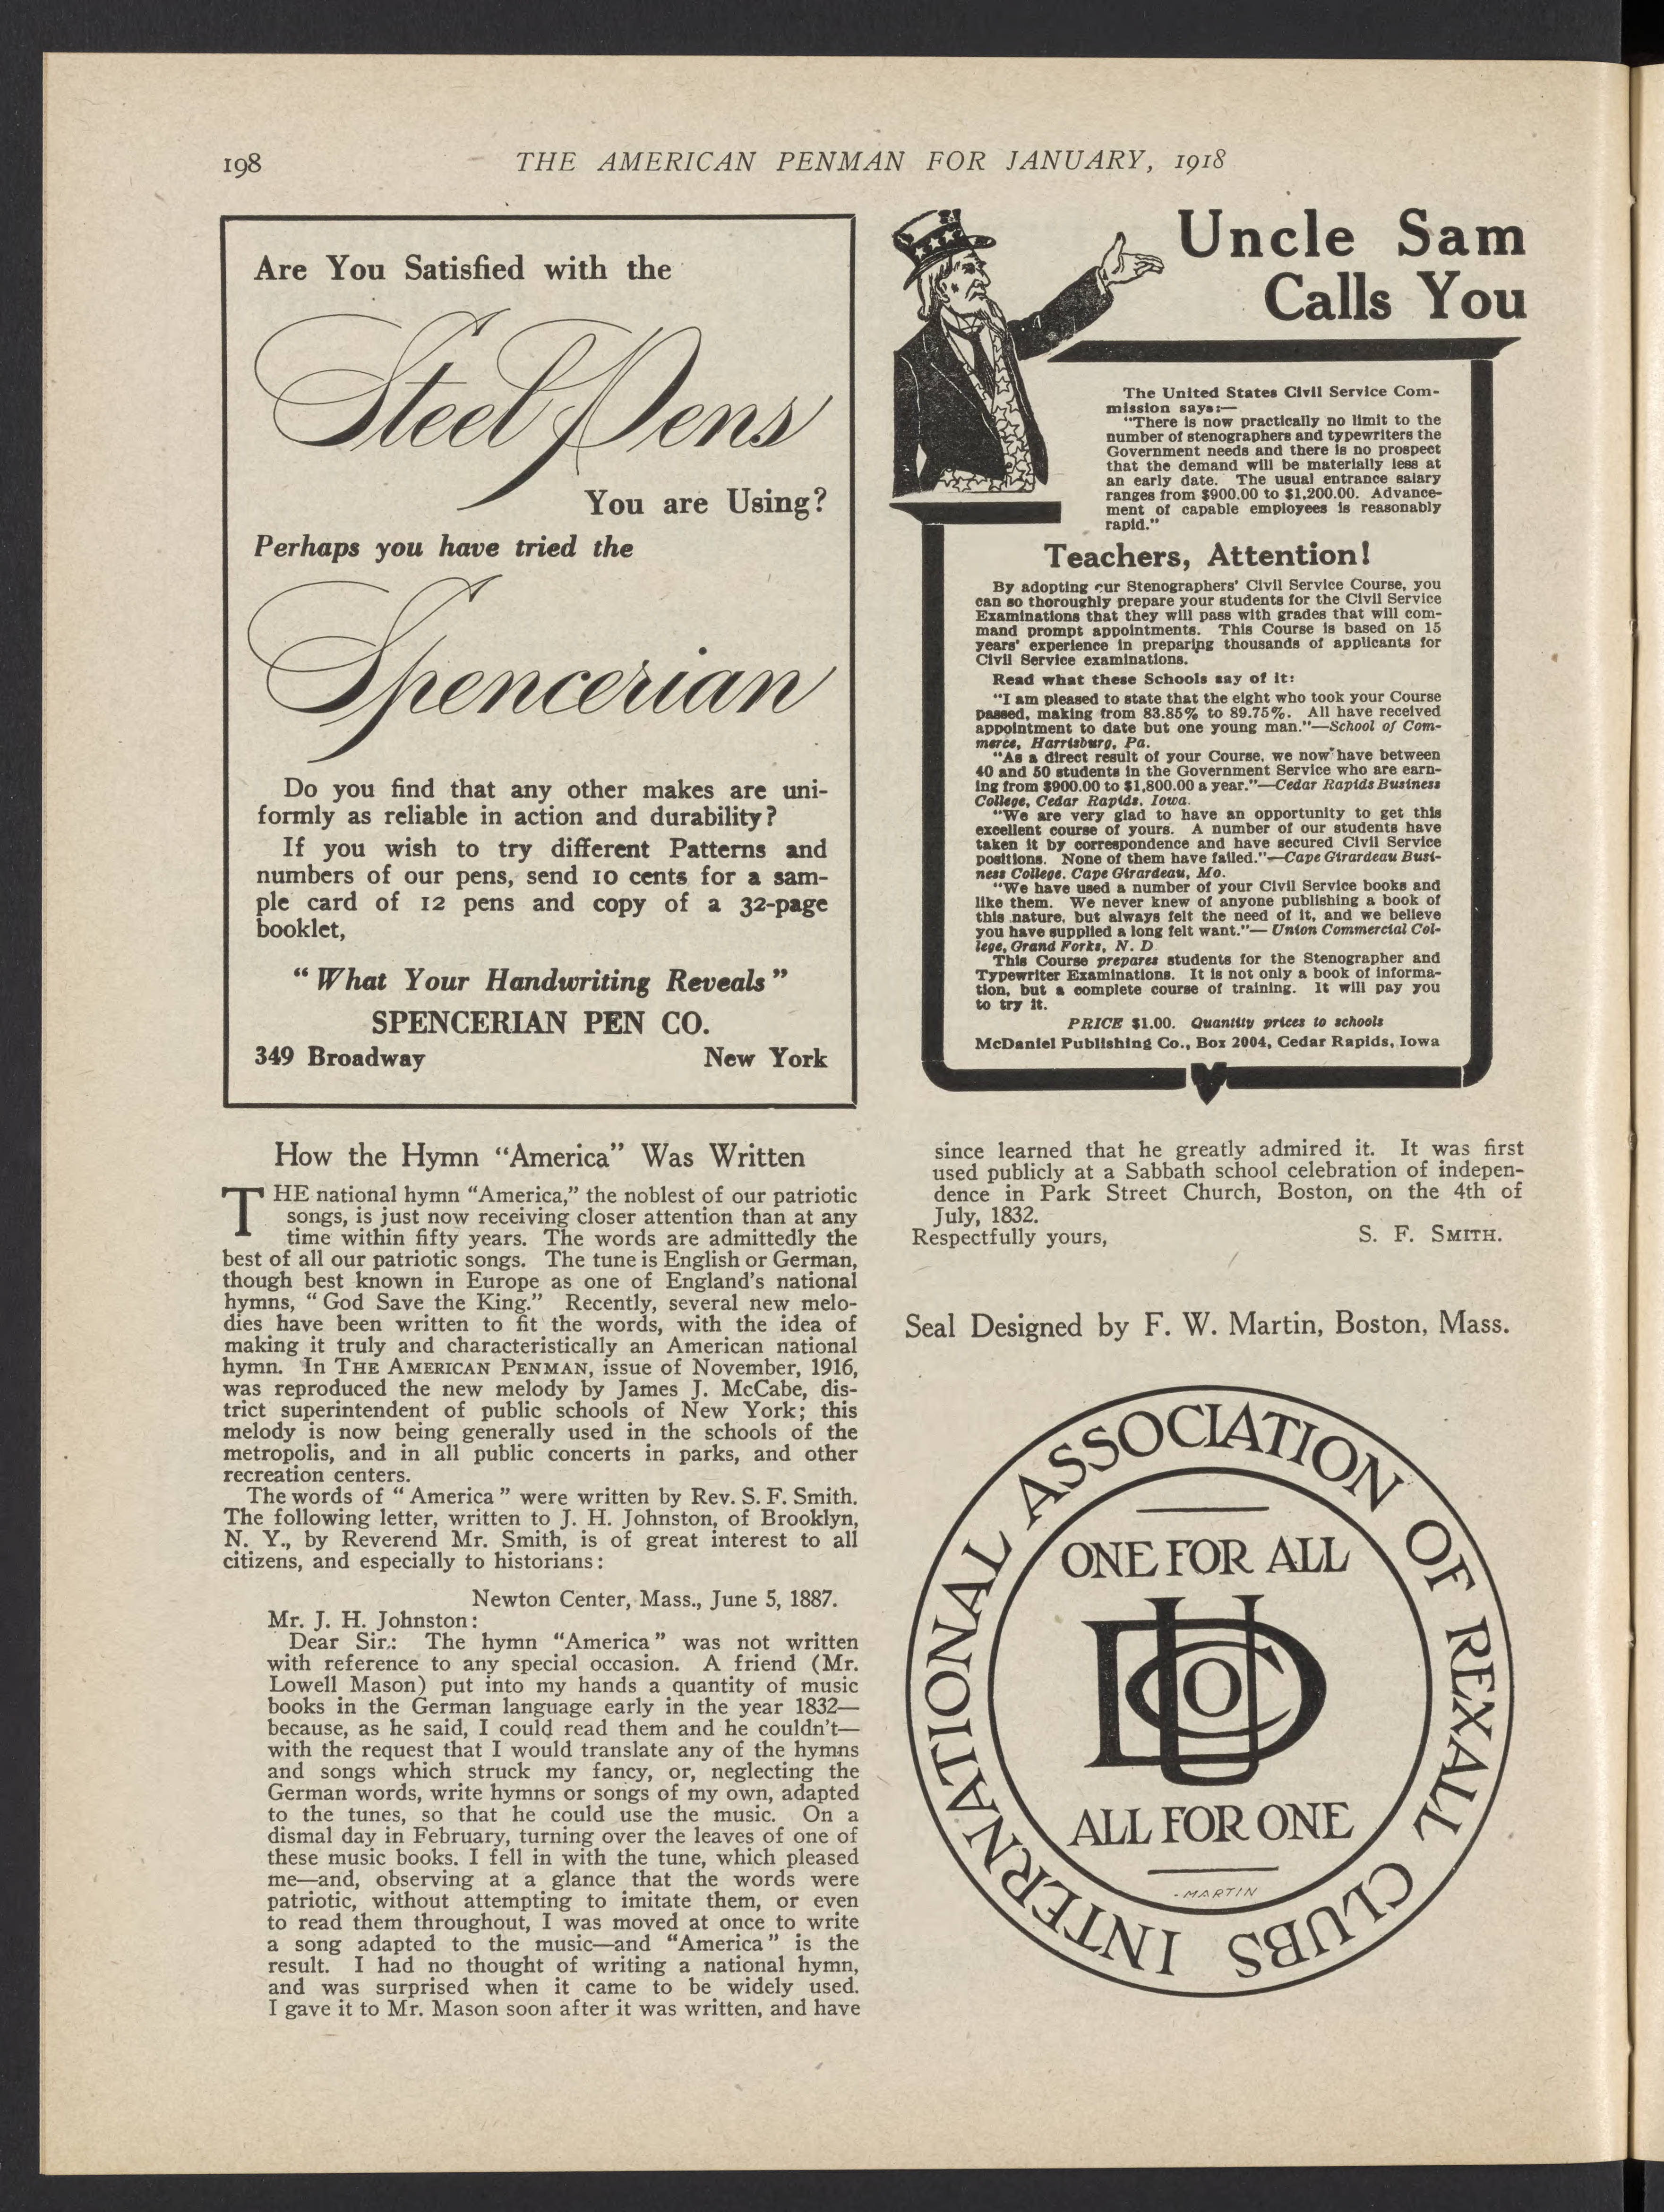 198
THE AMERICAN PENMAN FOR JANUARY, 1918
Are You Satisfied with the
Steel Pens
You are Using?
Perhaps you have tried the
Spencerian
Do you find that any other makes are uni-
formly as reliable in action and durability?
If you wish to try different Patterns and
numbers of our pens, send 10 cents for a sam-
ple card of 12 pens and copy of a 32-page
booklet,
“What Your Handwriting Reveals”
SPENCERIAN PEN CO.
349 Broadway New York
Uncle Sam
Calls You
The United States Civil Service Com-
mission says:—
“There is now practically no limit to the
number of stenographers and typewriters the
Government needs and there is no prospect
that the demand will be materially less at
an early date. The usual entrance salary
ranges from $900.00 to $1,200.00. Advance-
ment of capable employees is reasonably
rapid.”
Teachers, Attention!
By adopting our Stenographers’ Civil Service Course, you
can so thoroughly prepare your students for the Civil Service
Examinations that they will pass with grades that will com-
mand prompt appointments. This Course is based on 15
years’ experience in preparing thousands of applicants for
Civil Service examinations.
Read what these Schools say of it:
“I am pleased to state that the eight who took your Course
passed, making from 83.85% to 89.75%. All have received
appointment to date but one young man.”—School of Com-
merce, Harrisburg, Pa.
“As a direct result of your Course, we now have between
40 and 50 students in the Government Service who are earn-
ing from $900.00 to $1,800.00 a year.”—Cedar Rapids Business
College, Cedar Rapids, Iowa.
“We are very glad to have an opportunity to get this
excellent course of yours. A number of our students have
taken it by correspondence and have secured Civil Service
positions. None of them have failed.”—Cape Girardeau Busi-
ness College. Cape Girardeau, Mo.
“We have used a number of your Civil Service books and
like them. We never knew of anyone publishing a book of
this nature, but always felt the need of it, and we believe
you have supplied a long felt want.”— Union Commercial Col-
lege, Grand Forks, N. D
This Course prepares students for the Stenographer and
Typewriter Examinations. It is not only a book of informa-
tion, but a complete course of training. It will pay you
to try it.
PRICE $1.00. Quantity prices to schools
McDaniel Publishing Co., Box 2004, Cedar Rapids, Iowa
How the Hymn “America” Was Written
THE national hymn “America,” the noblest of our patriotic
songs, is just now receiving closer attention than at any
time within fifty years. The words are admittedly the
best of all our patriotic songs. The tune is English or German,
though best known in Europe as one of England’s national
hymns, “God Save the King.” Recently, several new melo-
dies have been written to fit the words, with the idea of
making it truly and characteristically an American national
hymn. In THE AMERICAN PENMAN, issue of November, 1916,
was reproduced the new melody by James J. McCabe, dis-
trict superintendent of public schools of New York; this
melody is now being generally used in the schools of the
metropolis, and in all public concerts in parks, and other
recreation centers.
The words of “America” were written by Rev. S. F. Smith.
The following letter, written to J. H. Johnston, of Brooklyn,
N. Y., by Reverend Mr. Smith, is of great interest to all
citizens, and especially to historians:
Newton Center, Mass., June 5, 1887.
Mr. J. H. Johnston:
Dear Sir: The hymn “America” was not written
with reference to any special occasion. A friend (Mr.
Lowell Mason) put into my hands a quantity of music
books in the German language early in the year 1832—
because, as he said, I could read them and he couldn’t—
with the request that I would translate any of the hymns
and songs which struck my fancy, or, neglecting the
German words, write hymns or songs of my own, adapted
to the tunes, so that he could use the music. On a
dismal day in February, turning over the leaves of one of
these music books. I fell in with the tune, which pleased
me—and, observing at a glance that the words were
patriotic, without attempting to imitate them, or even
to read them throughout, I was moved at once to write
a song adapted to the music—and “America” is the
result. I had no thought of writing a national hymn,
and was surprised when it came to be widely used.
I gave it to Mr. Mason soon after it was written, and have
since learned that he greatly admired it. It was first
used publicly at a Sabbath school celebration of indepen-
dence in Park Street Church, Boston, on the 4th of
July, 1832.
Respectfully yours, S. F. SMITH.
Seal Designed by F. W. Martin, Boston, Mass.
INTERNATIONAL ASSOCIATION OF REXALL CLUBS
ONE FOR ALL
UDCO
ALL FOR ONE
-MARTIN